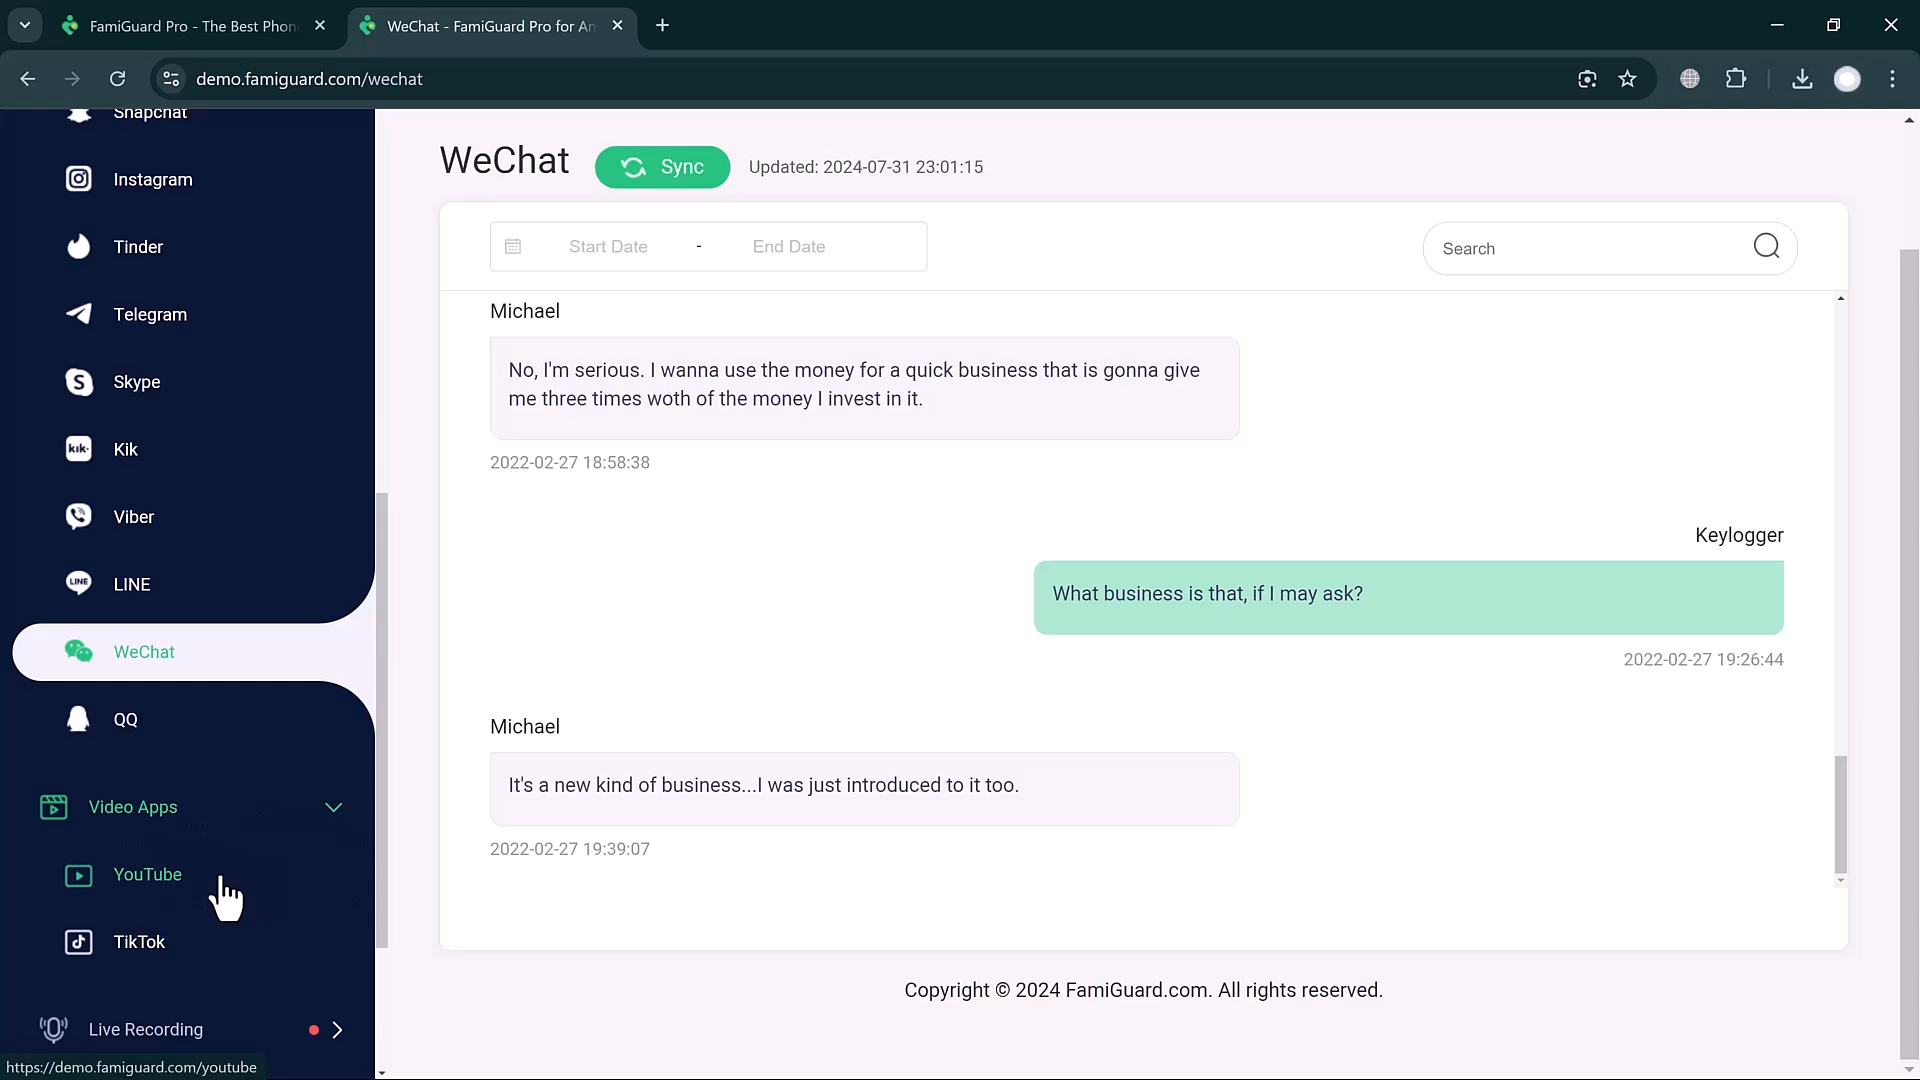 FamiGuard Pro - The Best Phon
WeChat - FamiGuard Pro for An
demo.famiguard.com/wechat
Snapchat
Instagram
Tinder
Telegram
Skype
kik
Kik
Viber
LINE
LINE
WeChat
QQ
Video Apps
YouTube
TikTok
Live Recording
https://demo.famiguard.com/youtube
WeChat
Sync
Updated: 2024-07-31 23:01:15
Start Date - End Date
Search
Michael
No, I'm serious. I wanna use the money for a quick business that is gonna give
me three times woth of the money I invest in it.
2022-02-27 18:58:38
Keylogger
What business is that, if I may ask?
2022-02-27 19:26:44
Michael
It's a new kind of business...I was just introduced to it too.
2022-02-27 19:39:07
Copyright © 2024 FamiGuard.com. All rights reserved.